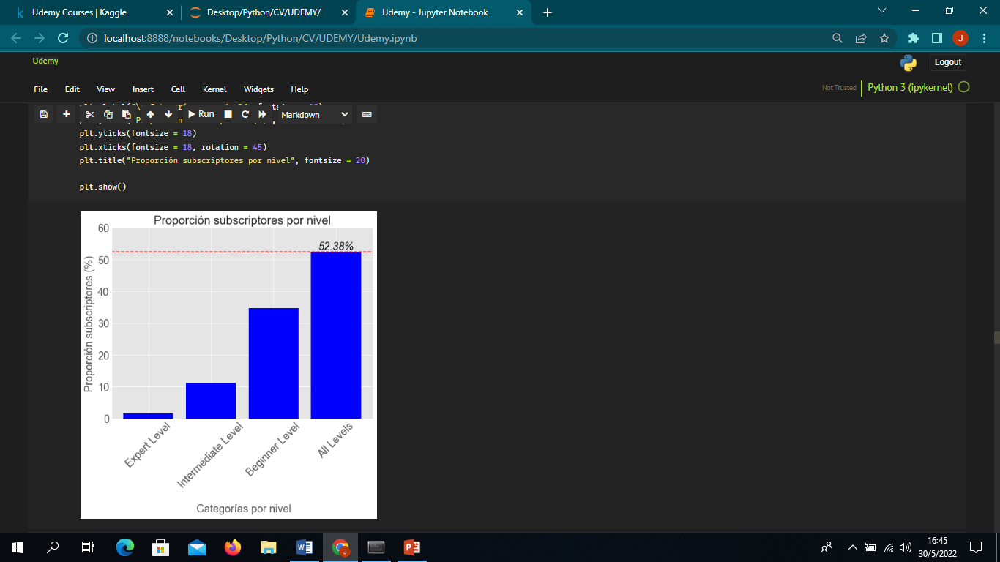 Udemy Courses | Kaggle
Desktop/Python/CV/UDEMY/
Udemy - Jupyter Notebook
localhost:8888/notebooks/Desktop/Python/CV/UDEMY/Udemy.ipynb
J
Udemy
Logout
File Edit View Insert Cell Kernel Widgets Help
Not Trusted
Python 3 (ipykernel)
Run
Markdown
plt.yticks(fontsize = 18)
plt.xticks(fontsize = 18, rotation = 45)
plt.title("Proporción subscriptores por nivel", fontsize = 20)
plt.show()
Proporción subscriptores por nivel
Proporción subscriptores (%)
60
50
40
30
20
10
0
52.38%
Expert Level
Intermediate Level
Beginner Level
All Levels
Categorías por nivel
16:45
30/5/2022